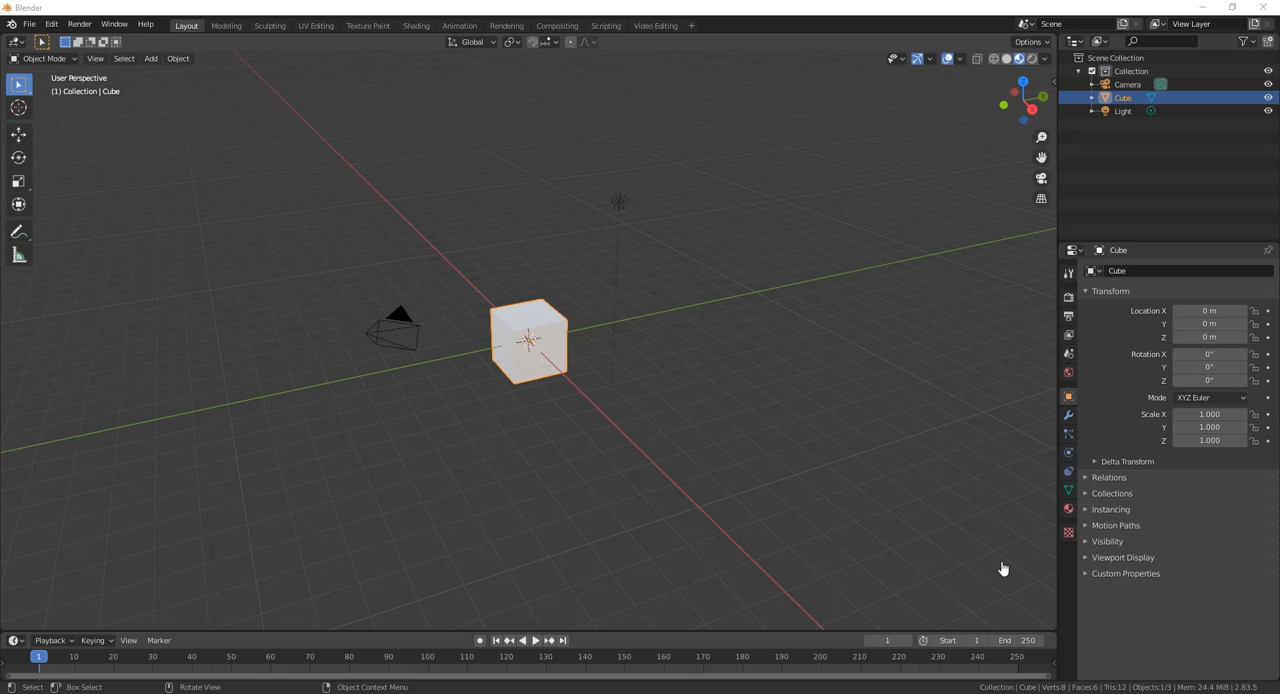 Blender
File Edit Render Window Help Layout Modeling Sculpting UV Editing Texture Paint Shading Animation Rendering Compositing Scripting Video Editing + Scene View Layer
Global Options
Object Mode View Select Add Object
User Perspective
(1) Collection | Cube
Z
Y
X
Scene Collection
Collection
Camera
Cube
Light
Cube
Cube
Transform
Location X 0 m
Y 0 m
Z 0 m
Rotation X 0°
Y 0°
Z 0°
Mode XYZ Euler
Scale X 1.000
Y 1.000
Z 1.000
Delta Transform
Relations
Collections
Instancing
Motion Paths
Visibility
Viewport Display
Custom Properties
Playback Keying View Marker 1 Start 1 End 250
1 10 20 30 40 50 60 70 80 90 100 110 120 130 140 150 160 170 180 190 200 210 220 230 240 250
Select Box Select Rotate View Object Context Menu Collection | Cube | Verts:8 | Faces:6 | Tris:12 | Objects:1/3 | Mem: 24.4 MiB | 2.83.5